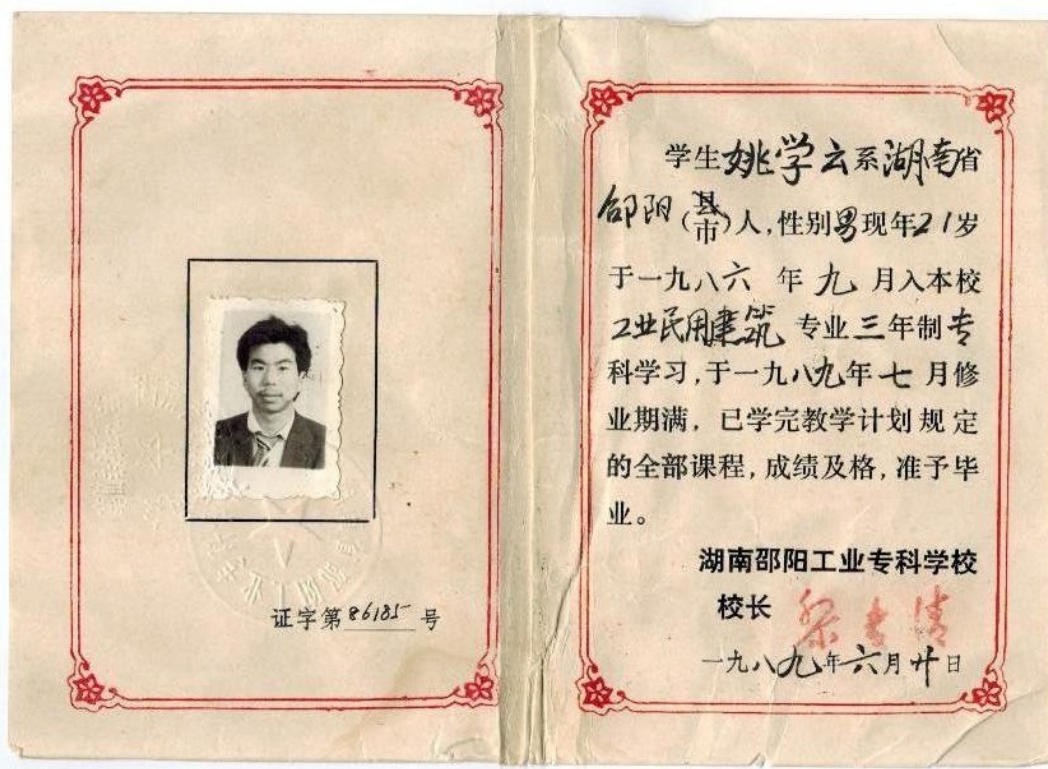 证字第86185号
学生姚学云系湖南省
邵阳(县市)人,性别男现年21岁
于一九八六年九月入本校
工业民用建筑专业三年制专
科学习,于一九八九年七月修
业期满,已学完教学计划规定
的全部课程,成绩及格,准予毕
业。
湖南邵阳工业专科学校
校长
一九八九年六月廿日